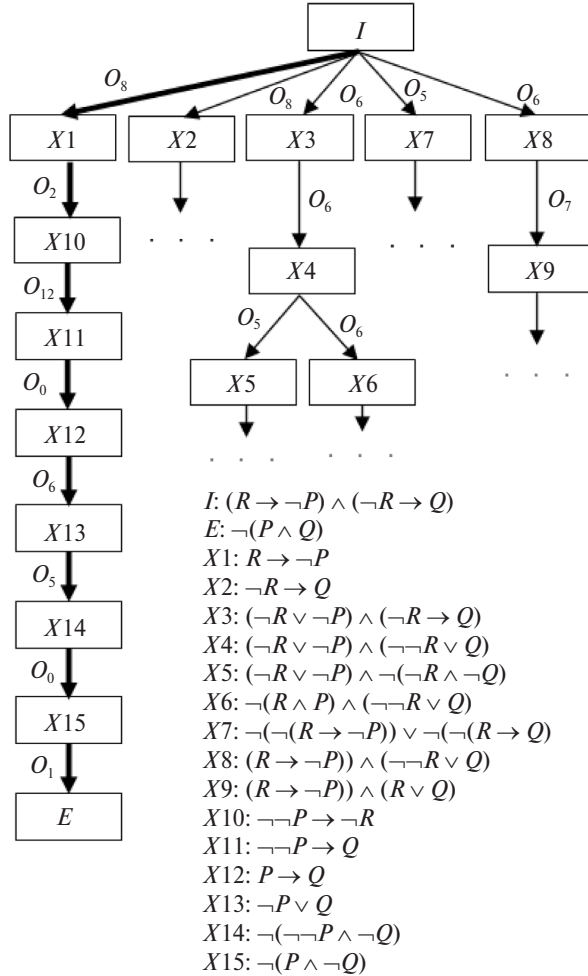 I
O₈ O₈ O₆ O₅ O₆
X1 X2 X3 X7 X8
O₂ O₆ O₇
X10 . . . X4 . . . X9
O₁₂ O₅ O₆
X11 X5 X6 . . .
O₀
X12 . . . . . .
O₆
X13
O₅
X14
O₀
X15
O₁
E
I: (R → ¬P) ∧ (¬R → Q)
E: ¬(P ∧ Q)
X1: R → ¬P
X2: ¬R → Q
X3: (¬R ∨ ¬P) ∧ (¬R → Q)
X4: (¬R ∨ ¬P) ∧ (¬¬R ∨ Q)
X5: (¬R ∨ ¬P) ∧ ¬(¬R ∧ ¬Q)
X6: ¬(R ∧ P) ∧ (¬¬R ∨ Q)
X7: ¬(¬(R → ¬P)) ∨ ¬(¬(R → Q)
X8: (R → ¬P)) ∧ (¬¬R ∨ Q)
X9: (R → ¬P)) ∧ (R ∨ Q)
X10: ¬¬P → ¬R
X11: ¬¬P → Q
X12: P → Q
X13: ¬P ∨ Q
X14: ¬(¬¬P ∧ ¬Q)
X15: ¬(P ∧ ¬Q)